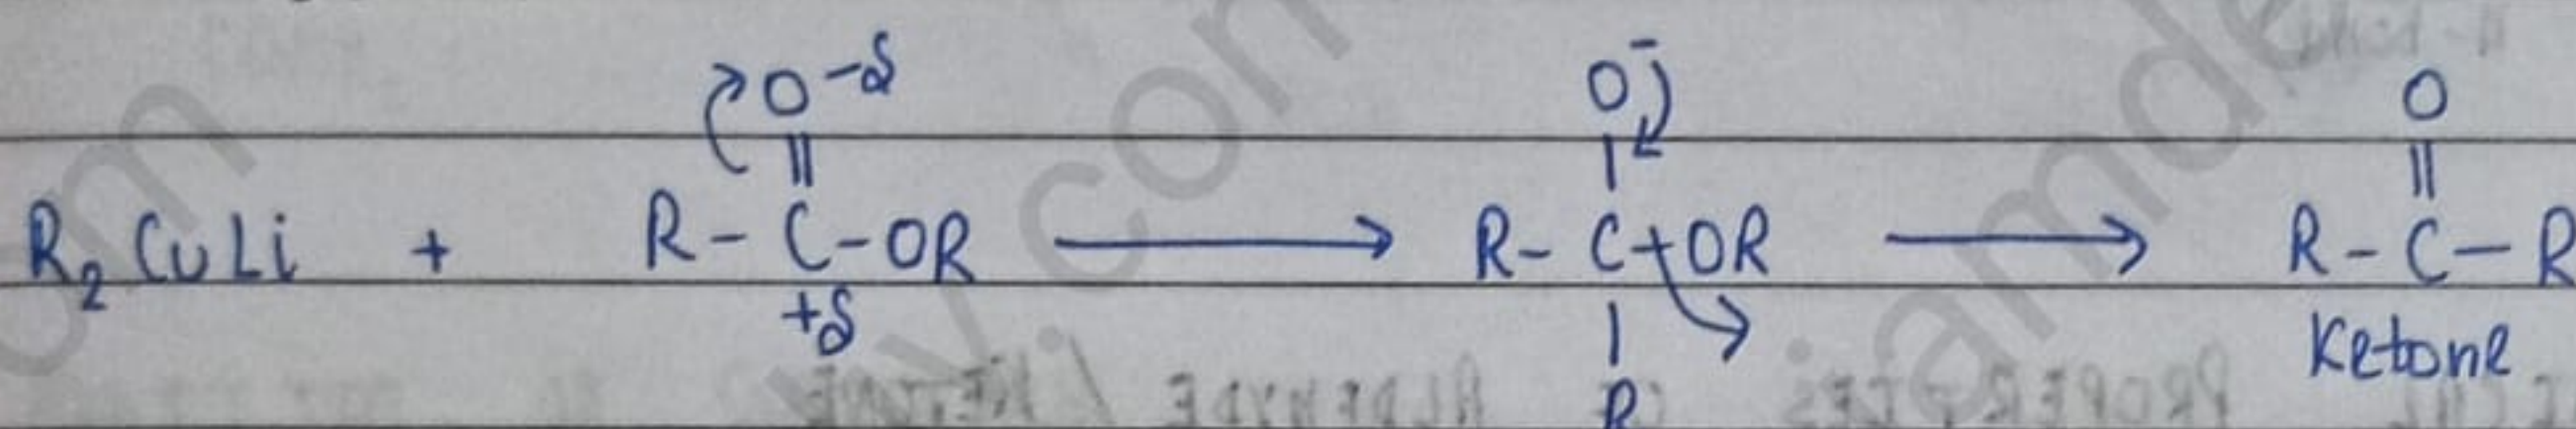 O -δ O⁻ O
R₂CuLi + R-C-OR → R-C-OR → R-C-R
+δ R Ketone